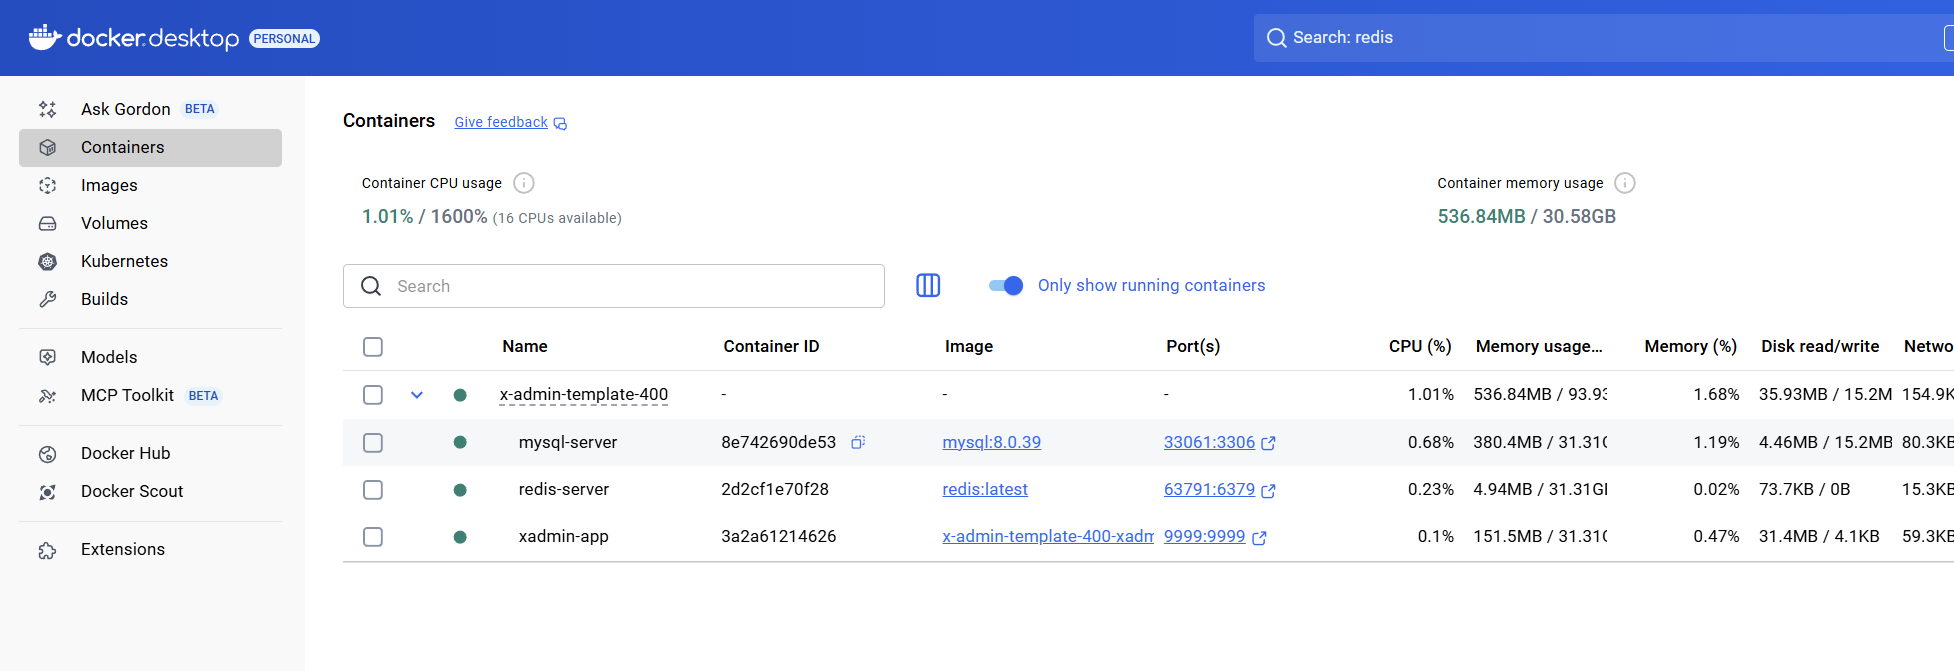 docker.desktop PERSONAL
Search: redis
Ask Gordon BETA
Containers
Images
Volumes
Kubernetes
Builds
Models
MCP Toolkit BETA
Docker Hub
Docker Scout
Extensions
Containers Give feedback
Container CPU usage
1.01% / 1600% (16 CPUs available)
Container memory usage
536.84MB / 30.58GB
Search
Only show running containers
Name Container ID Image Port(s) CPU (%) Memory usage... Memory (%) Disk read/write Netwo
x-admin-template-400 - - - 1.01% 536.84MB / 93.93 1.68% 35.93MB / 15.2M 154.9K
mysql-server 8e742690de53 mysql:8.0.39 33061:3306 0.68% 380.4MB / 31.31G 1.19% 4.46MB / 15.2MB 80.3KB
redis-server 2d2cf1e70f28 redis:latest 63791:6379 0.23% 4.94MB / 31.31GI 0.02% 73.7KB / 0B 15.3KB
xadmin-app 3a2a61214626 x-admin-template-400-xadm 9999:9999 0.1% 151.5MB / 31.31G 0.47% 31.4MB / 4.1KB 59.3KB